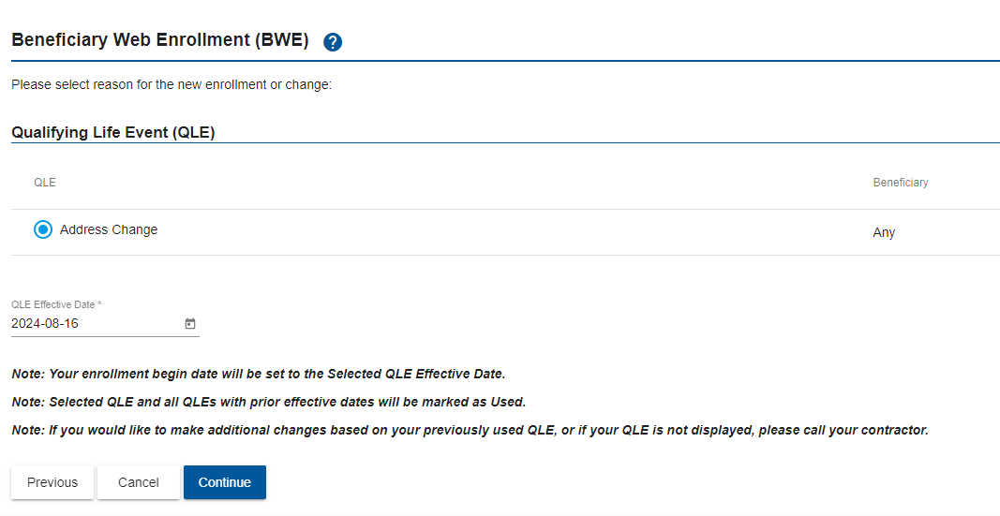 Beneficiary Web Enrollment (BWE) ?
Please select reason for the new enrollment or change:
Qualifying Life Event (QLE)
QLE Beneficiary
Address Change Any
QLE Effective Date *
2024-08-16
Note: Your enrollment begin date will be set to the Selected QLE Effective Date.
Note: Selected QLE and all QLEs with prior effective dates will be marked as Used.
Note: If you would like to make additional changes based on your previously used QLE, or if your QLE is not displayed, please call your contractor.
Previous Cancel Continue